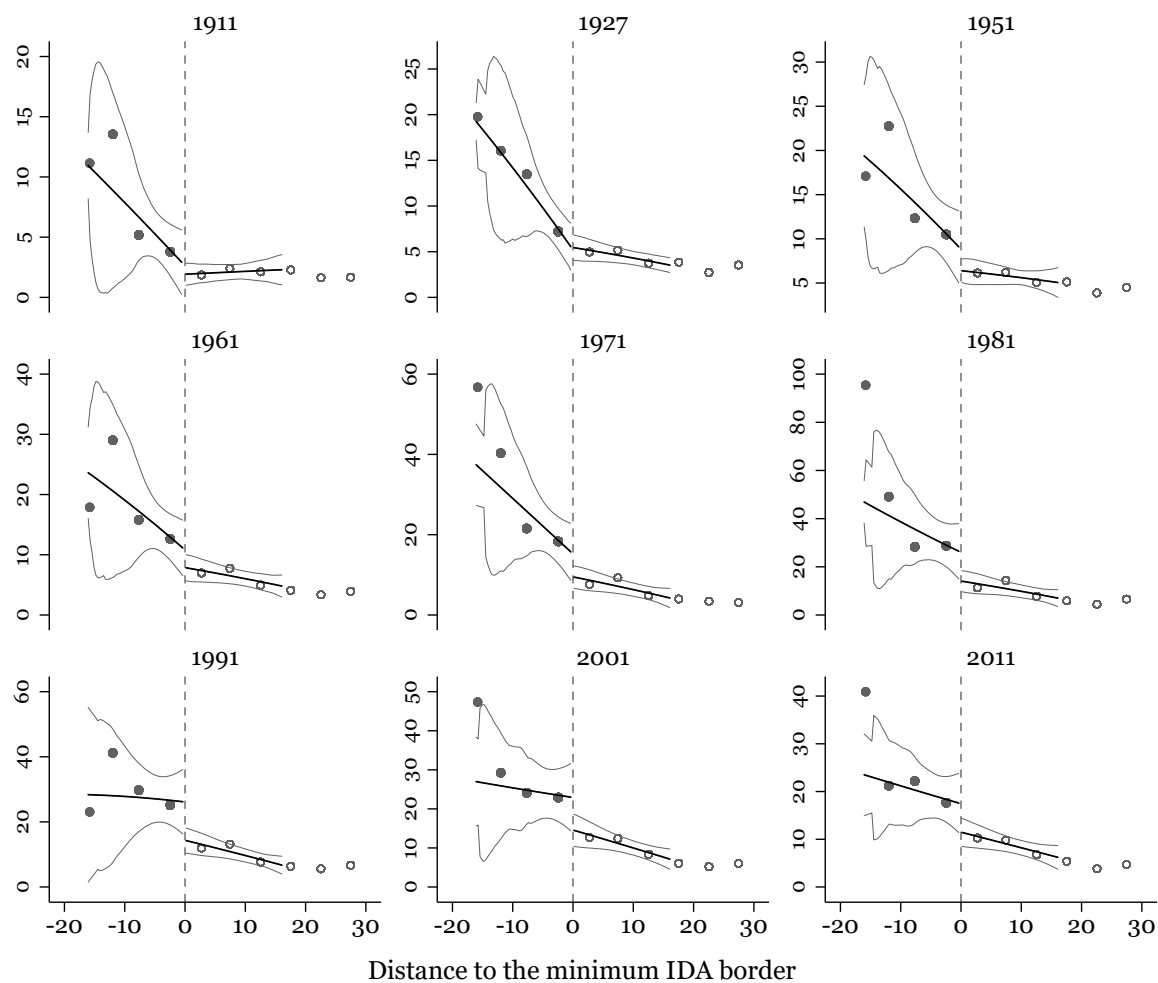 1911 1927 1951
20 15 10 5 0
25 20 15 10 5 0
30 25 20 15 10 5
1961 1971 1981
40 30 20 10 0
60 40 20 0
100 80 60 40 20 0
1991 2001 2011
60 40 20 0
50 40 30 20 10 0
40 30 20 10 0
-20 -10 0 10 20 30 -20 -10 0 10 20 30 -20 -10 0 10 20 30
Distance to the minimum IDA border